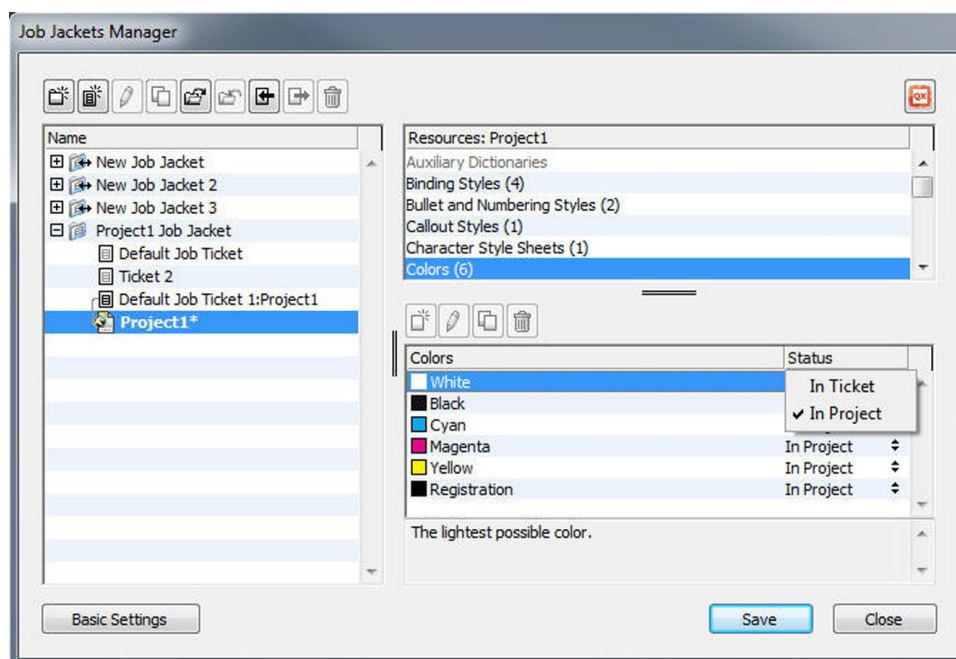 Job Jackets Manager
QX
Name
New Job Jacket
New Job Jacket 2
New Job Jacket 3
Project1 Job Jacket
Default Job Ticket
Ticket 2
Default Job Ticket 1:Project1
Project1*
Resources: Project1
Auxiliary Dictionaries
Binding Styles (4)
Bullet and Numbering Styles (2)
Callout Styles (1)
Character Style Sheets (1)
Colors (6)
Colors Status
White In Ticket
Black In Project
Cyan
Magenta In Project
Yellow In Project
Registration In Project
The lightest possible color.
Basic Settings Save Close